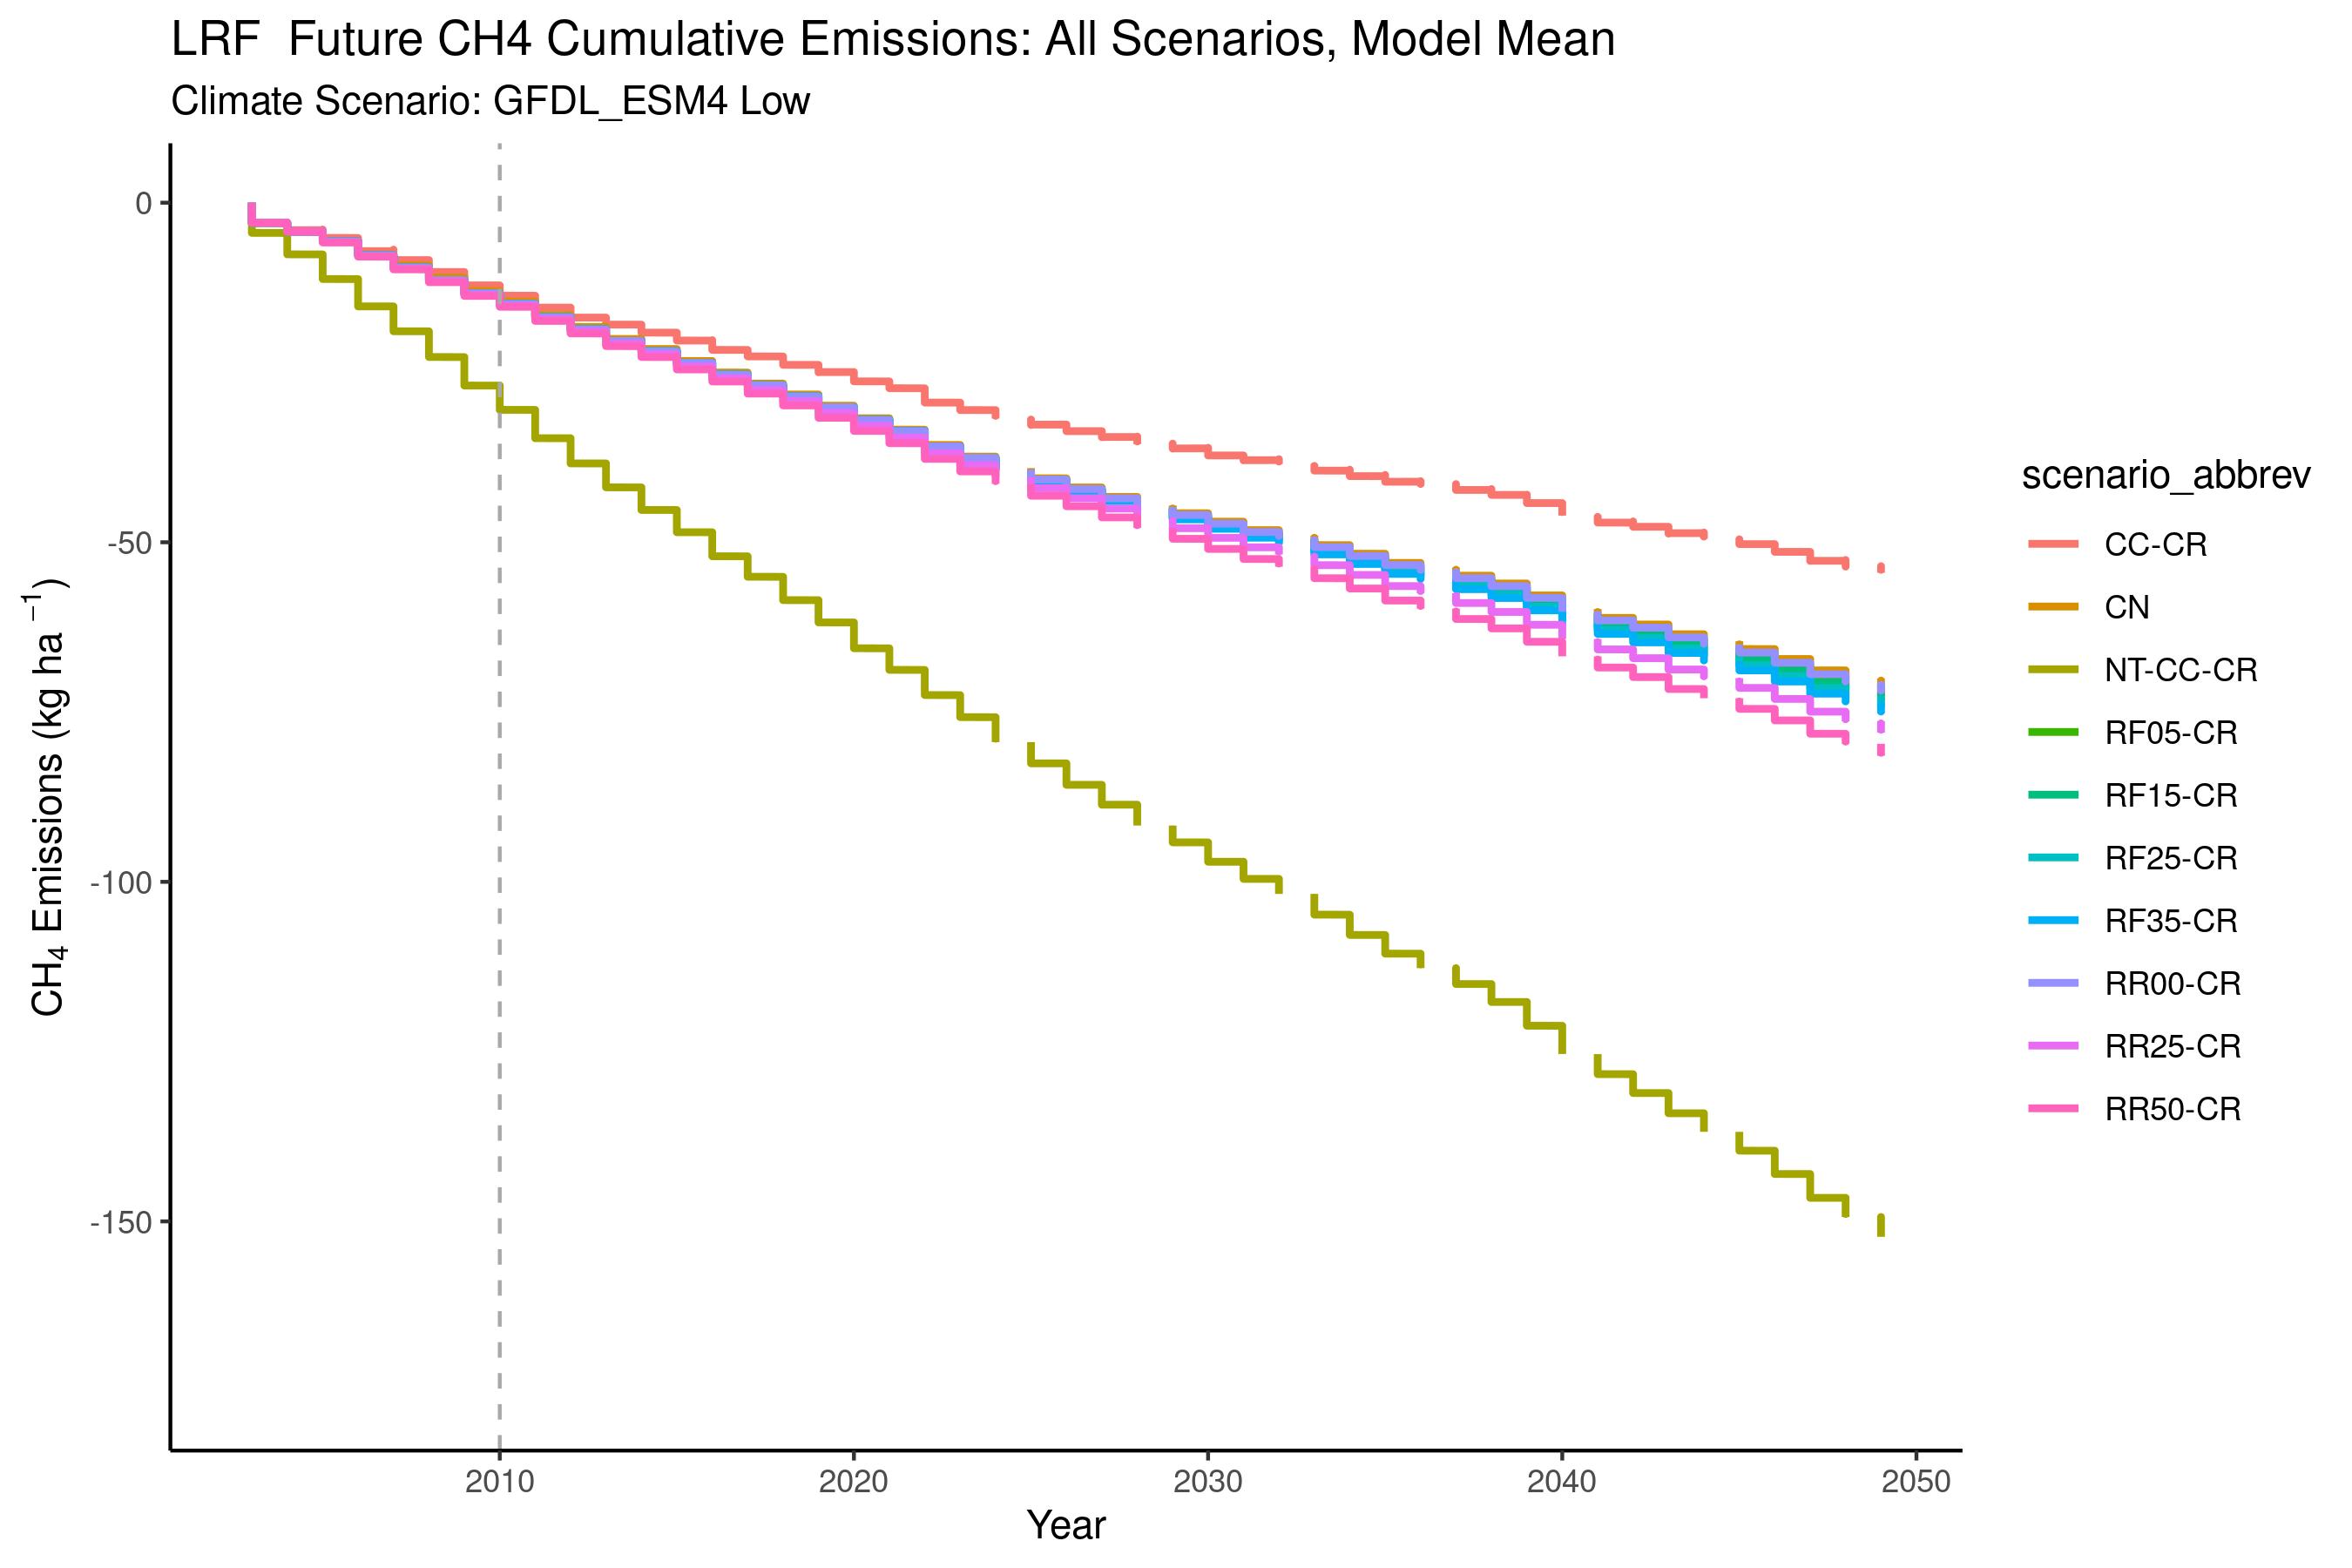 LRF  Future CH4 Cumulative Emissions: All Scenarios, Model Mean
Climate Scenario: GFDL_ESM4 Low
CH₄ Emissions (kg ha ⁻¹)
0
-50
-100
-150
2010
2020
2030
2040
2050
Year
scenario_abbrev
CC-CR
CN
NT-CC-CR
RF05-CR
RF15-CR
RF25-CR
RF35-CR
RR00-CR
RR25-CR
RR50-CR